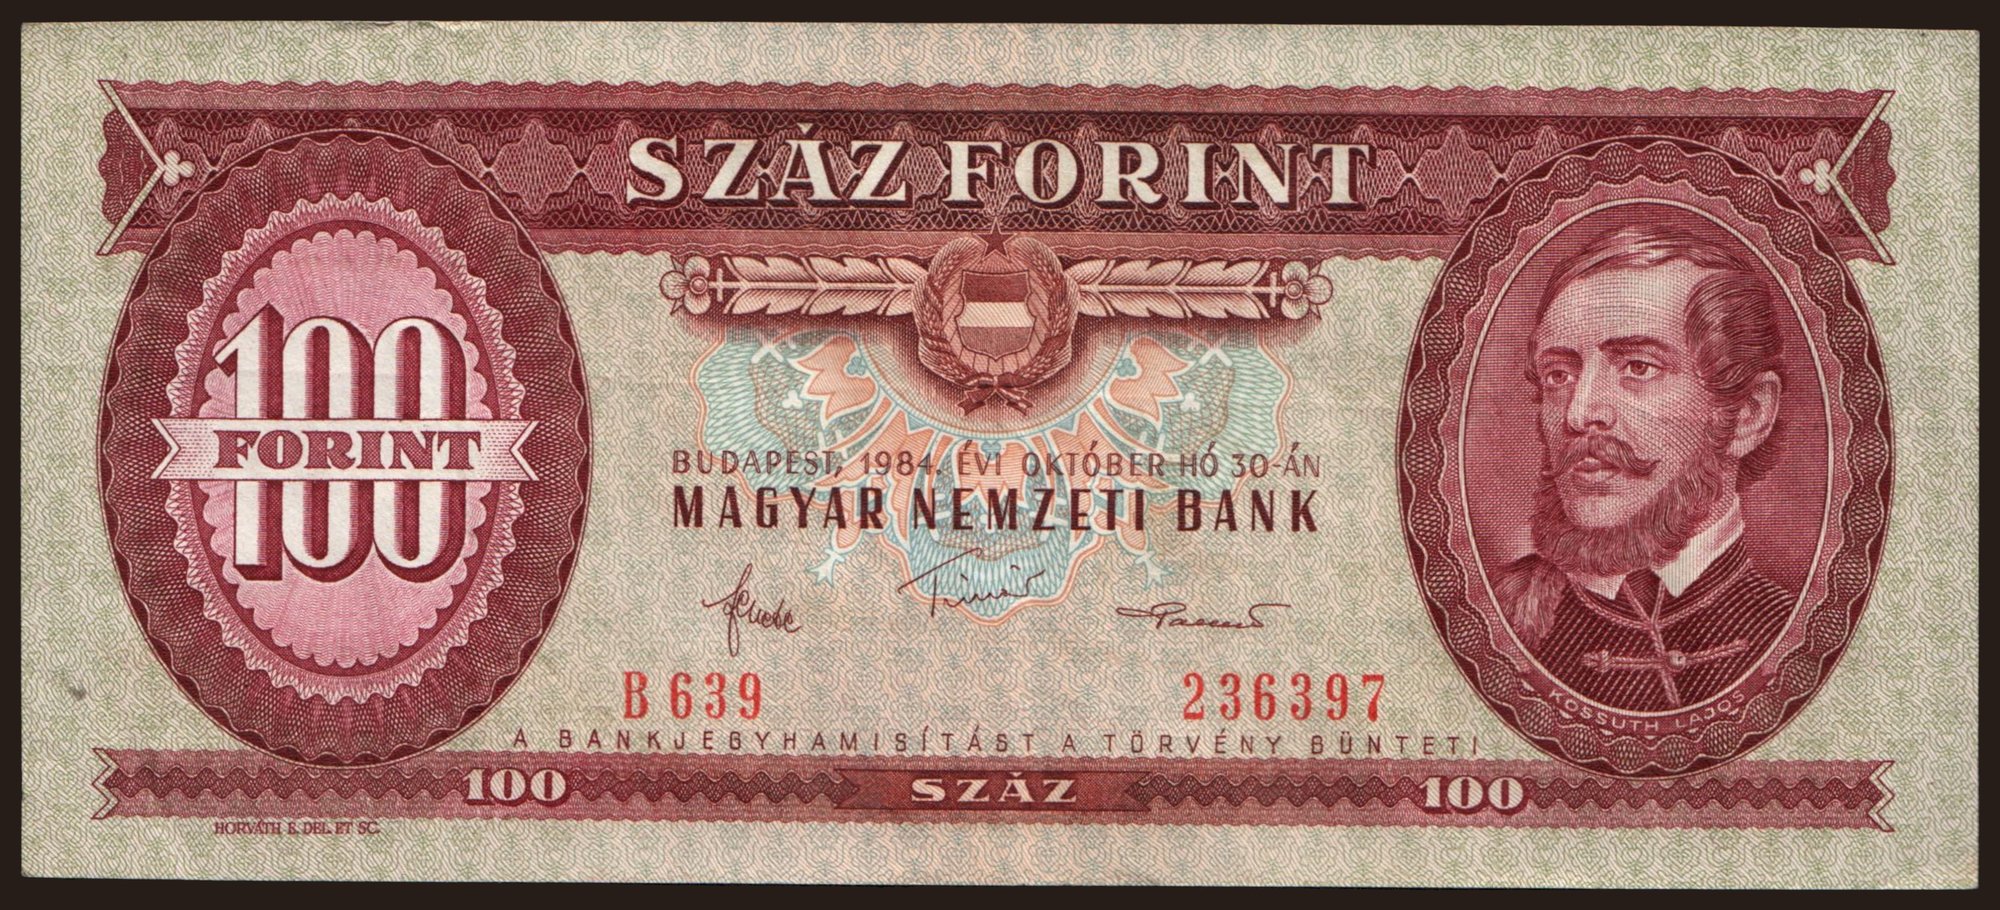 SZÁZ FORINT
100
FORINT
BUDAPEST, 1984. ÉVI OKTÓBER HÓ 30-ÁN
MAGYAR NEMZETI BANK
B 639
236397
KOSSUTH LAJOS
A BANKJEGYHAMISÍTÁST A TÖRVÉNY BÜNTETI
100
SZÁZ
100
HORVÁTH E. DEL. ET SC.